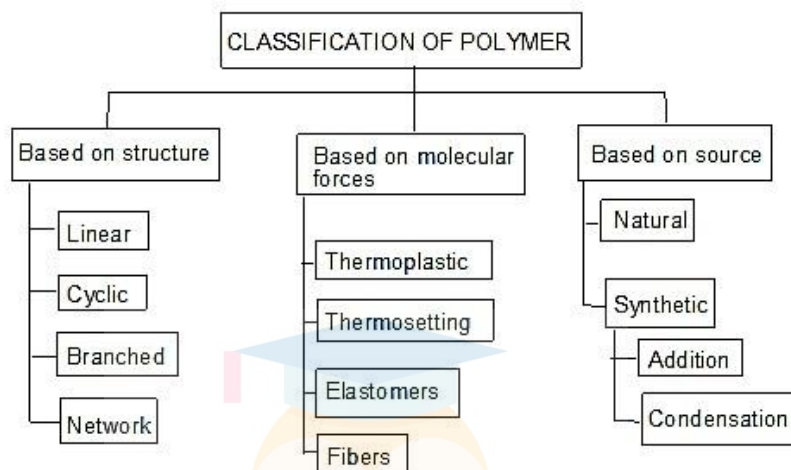 CLASSIFICATION OF POLYMER
Based on structure
Linear
Cyclic
Branched
Network
Based on molecular
forces
Thermoplastic
Thermosetting
Elastomers
Fibers
Based on source
Natural
Synthetic
Addition
Condensation